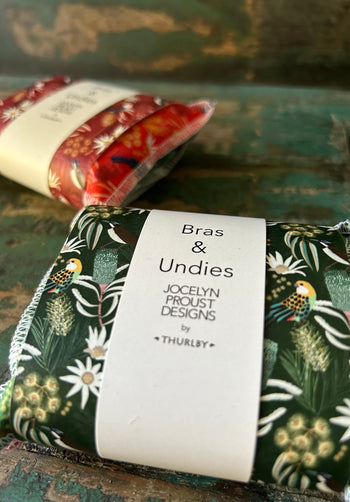 Bras
&
Undies
JOCELYN
PROUST
DESIGNS
by
THURLBY